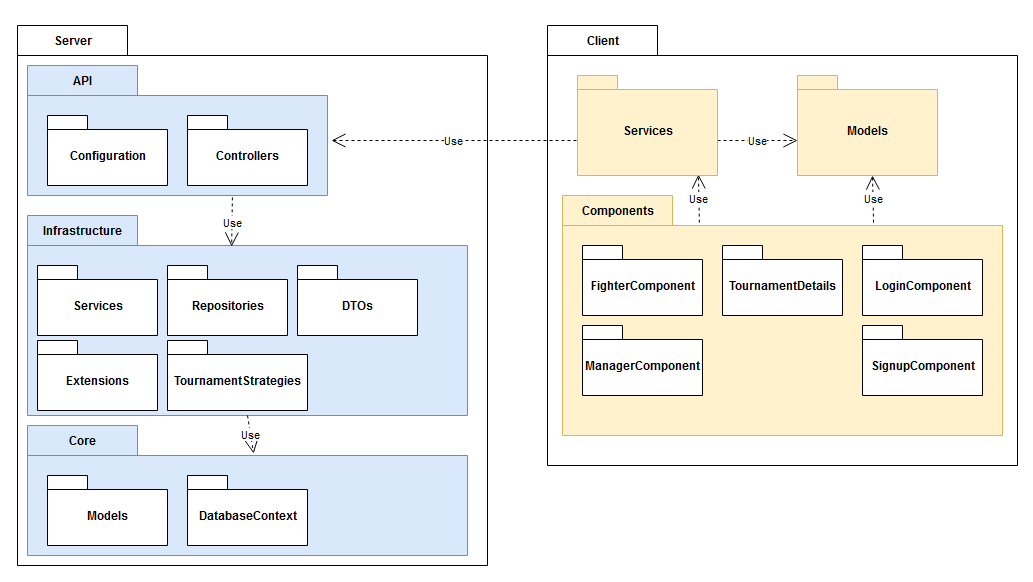 Server
API
Configuration
Controllers
Use
Infrastructure
Services
Repositories
DTOs
Extensions
TournamentStrategies
Use
Core
Models
DatabaseContext
Use
Client
Services
Use
Models
Use
Use
Components
FighterComponent
TournamentDetails
LoginComponent
ManagerComponent
SignupComponent